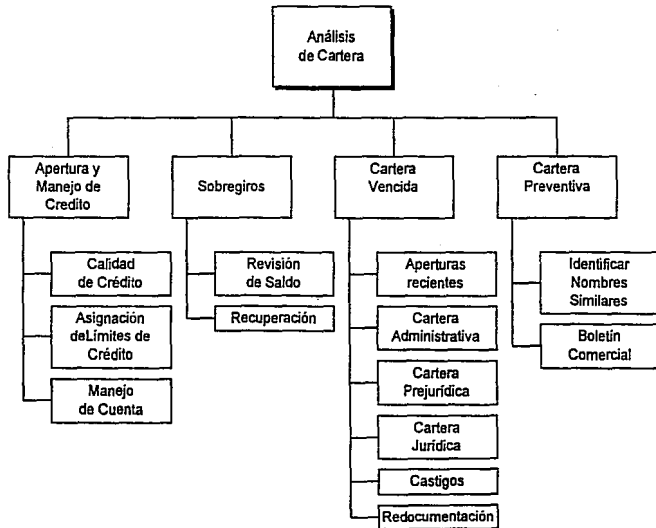 Análisis
de Cartera
Apertura y
Manejo de
Credito
Sobregiros
Cartera
Vencida
Cartera
Preventiva
Calidad
de Crédito
Asignación
deLímites de
Crédito
Manejo
de Cuenta
Revisión
de Saldo
Recuperación
Aperturas
recientes
Cartera
Administrativa
Cartera
Prejurídica
Cartera
Jurídica
Castigos
Redocumentación
Identificar
Nombres
Similares
Boletín
Comercial